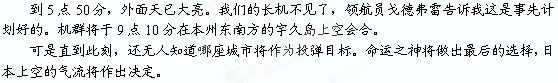 到5点50分，外面天已大亮。我们的长机不见了，领航员戈德弗雷告诉我这是事先计
划好的。机群将于9点10分在本州东南方的宇久岛上空会合。
可是直到此刻，还无人知道哪座城市将作为投弹目标。命运之神将做出最后的选择，日
本上空的气流将会作出决定。